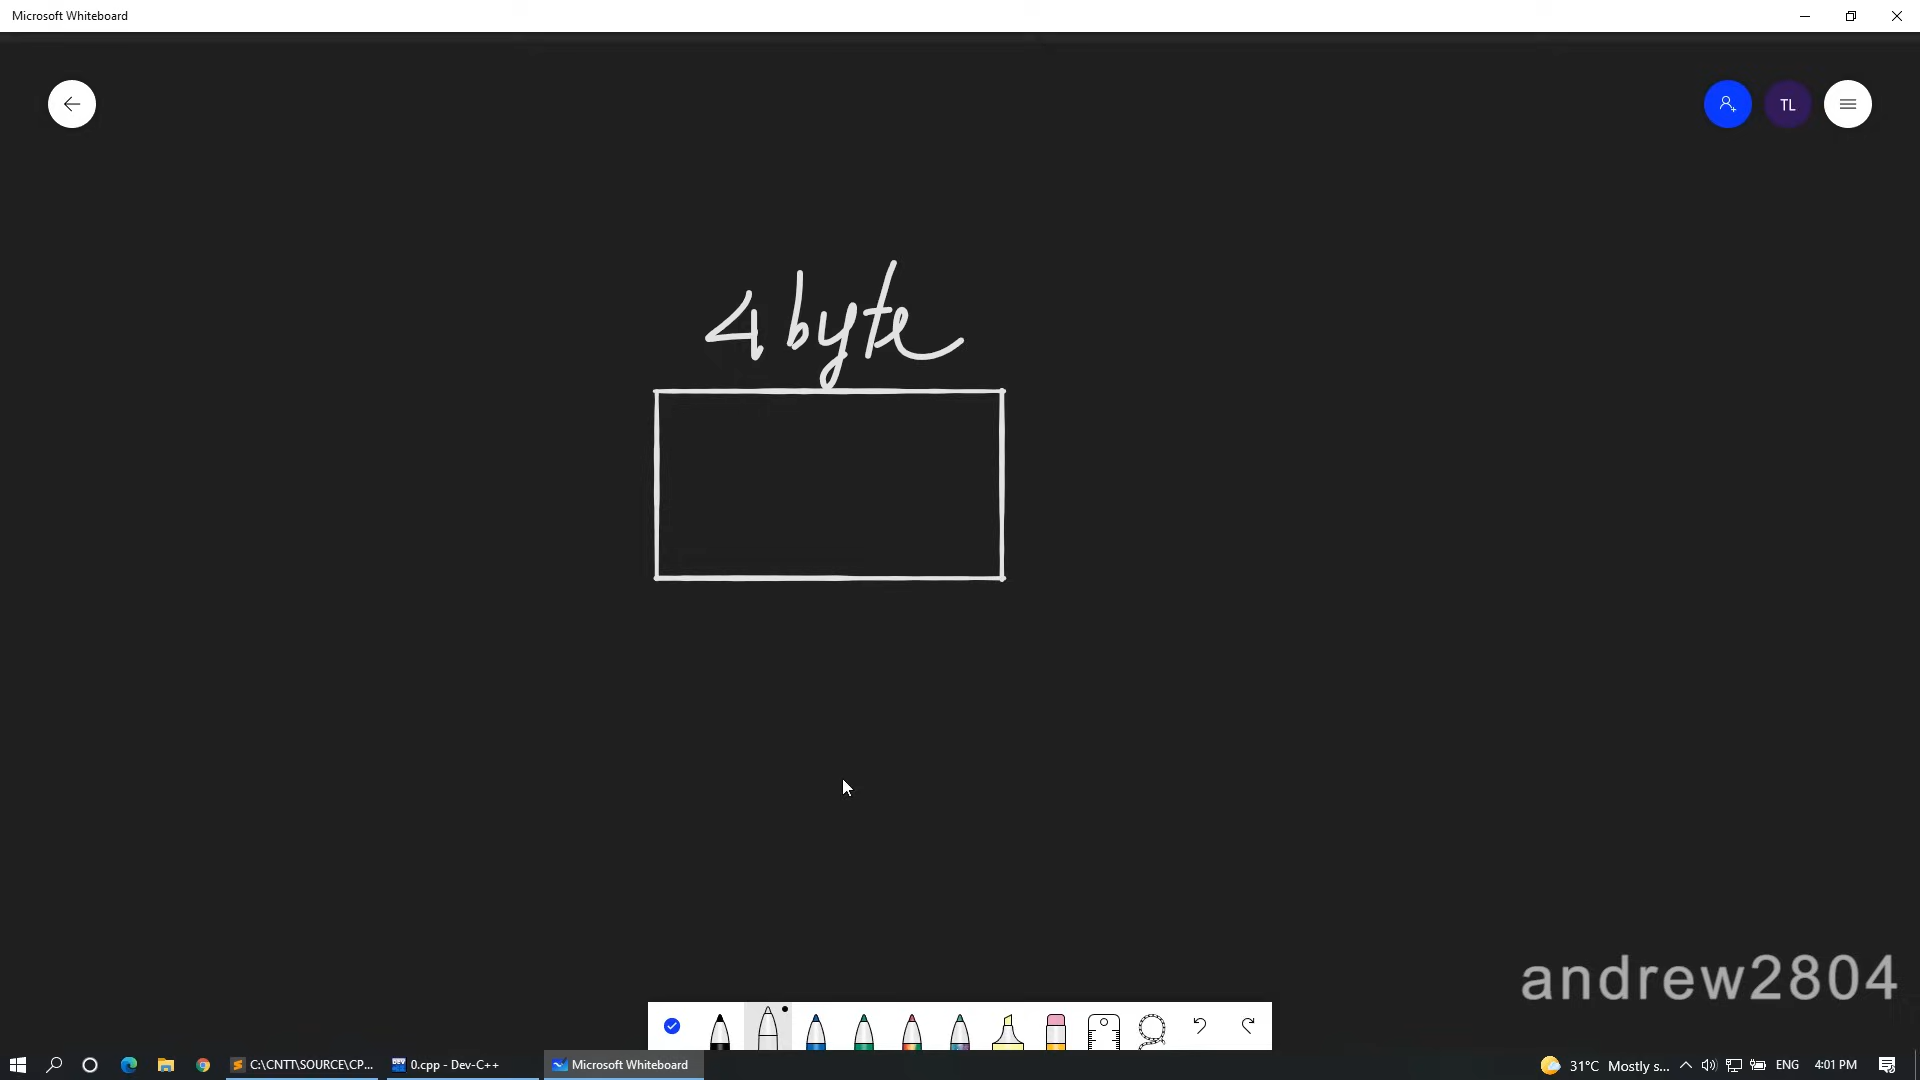 Microsoft Whiteboard
TL
4 byte
andrew2804
C:\CNTT\SOURCE\CP...
DEV
0.cpp - Dev-C++
Microsoft Whiteboard
31°C Mostly s...
ENG
4:01 PM